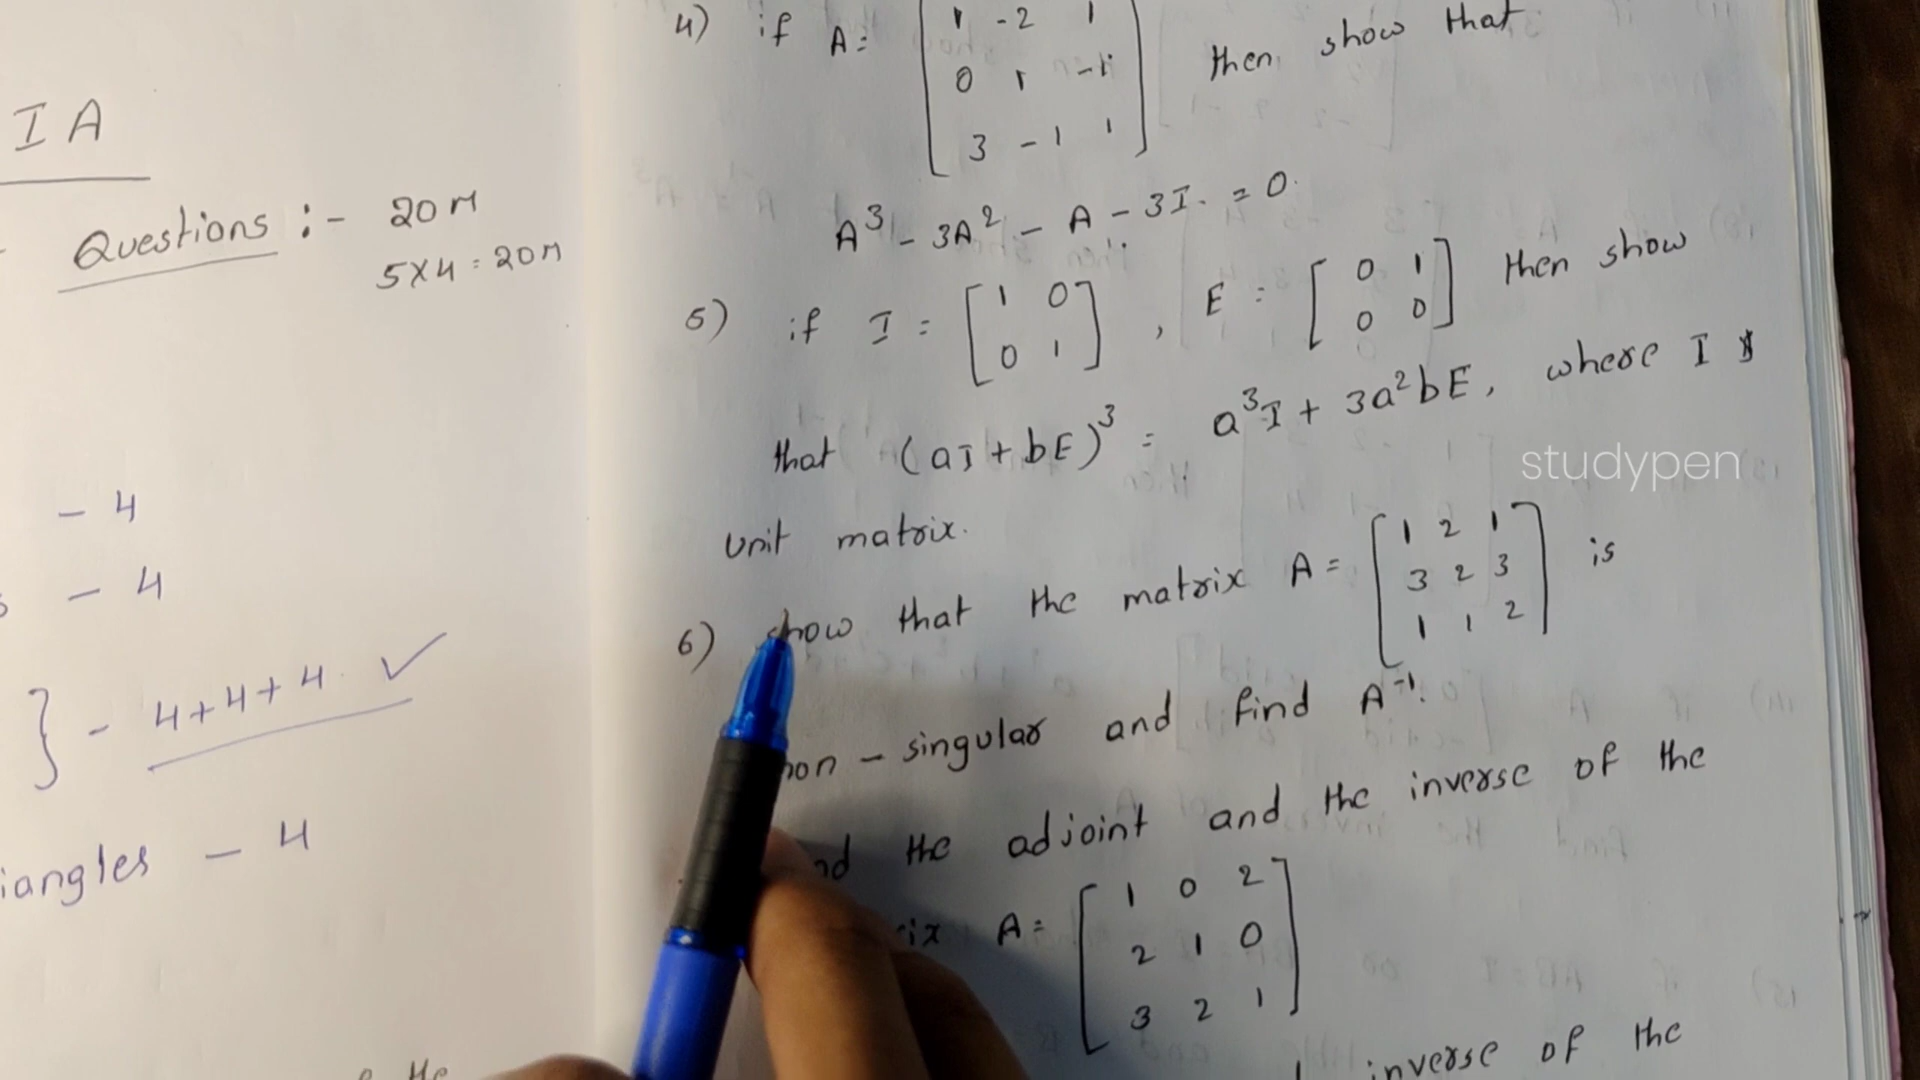 IA
Questions :- 20M
5X4 = 20M
- 4
- 4
} - 4+4+4 ✓
iangles - 4
4) if A = [ 1 -2 1
0 1 -1
3 -1 1 ] then show that
A³ - 3A² - A - 3I = 0.
5) if I = [ 1 0
0 1 ] , E = [ 0 1
0 0 ] then show
that (aI + bE)³ = a³I + 3a²bE, where I
unit matrix.
6) show that the matrix A = [ 1 2 1
3 2 3
1 1 2 ] is
non - singular and find A⁻¹.
the adjoint and the inverse of the
A = [ 1 0 2
2 1 0
3 2 1 ]
inverse of the
studypen